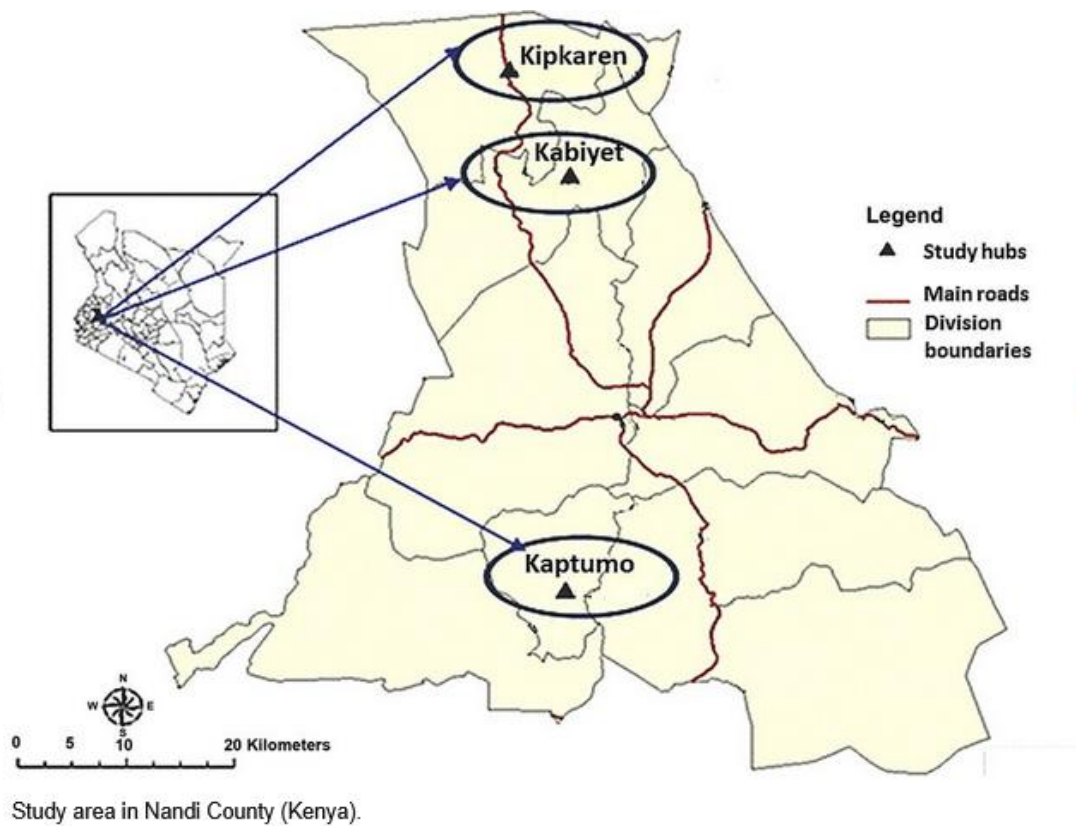 Kipkaren
Kabiyet
Legend
Study hubs
Main roads
Division
boundaries
Kaptumo
N
W E
S
0 5 10 20 Kilometers
Study area in Nandi County (Kenya).